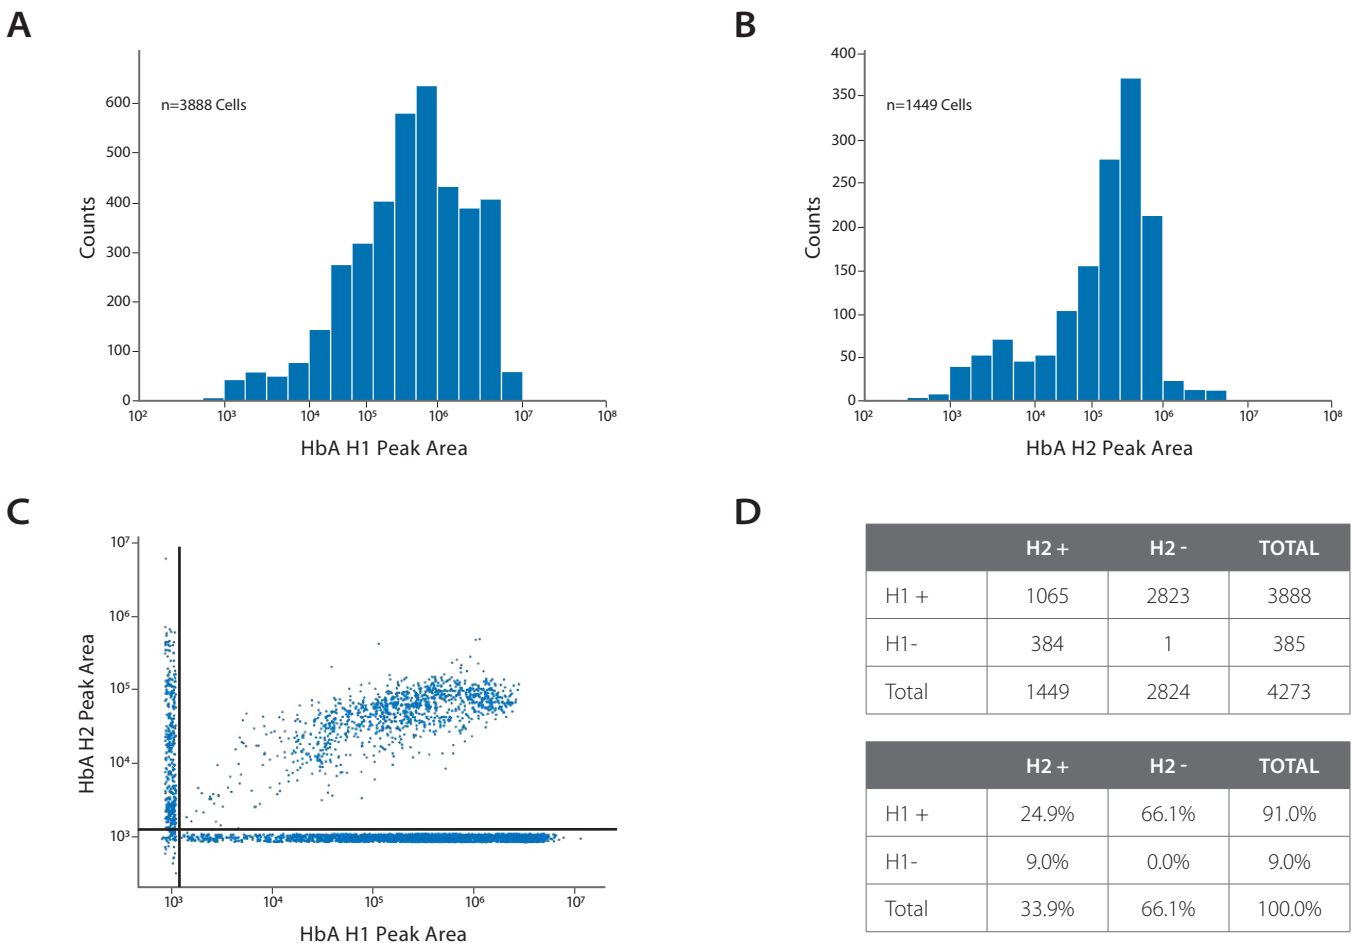 A
600
500
400
300
200
100
0
n=3888 Cells
Counts
10² 10³ 10⁴ 10⁵ 10⁶ 10⁷ 10⁸
HbA H1 Peak Area
B
400
350
300
250
200
150
100
50
0
n=1449 Cells
Counts
10² 10³ 10⁴ 10⁵ 10⁶ 10⁷ 10⁸
HbA H2 Peak Area
C
10⁷
10⁶
10⁵
10⁴
10³
HbA H2 Peak Area
10³ 10⁴ 10⁵ 10⁶ 10⁷
HbA H1 Peak Area
D
H2 + H2 - TOTAL
H1 + 1065 2823 3888
H1- 384 1 385
Total 1449 2824 4273
H2 + H2 - TOTAL
H1 + 24.9% 66.1% 91.0%
H1- 9.0% 0.0% 9.0%
Total 33.9% 66.1% 100.0%